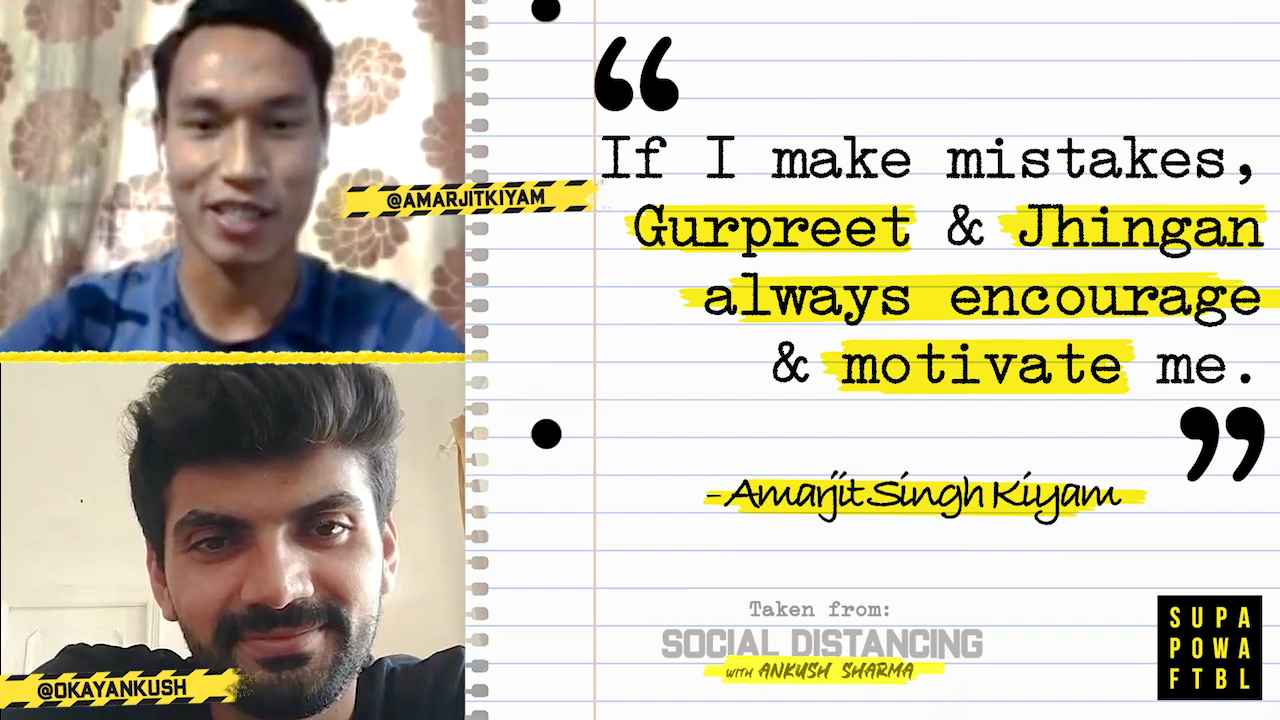 @AMARJITKIYAM
@OKAYANKUSH
“
If I make mistakes,
Gurpreet & Jhingan
always encourage
& motivate me.
”
-Amarjit Singh Kiyam
Taken from:
SOCIAL DISTANCING
WITH ANKUSH SHARMA
SUPA
POWA
FTBL